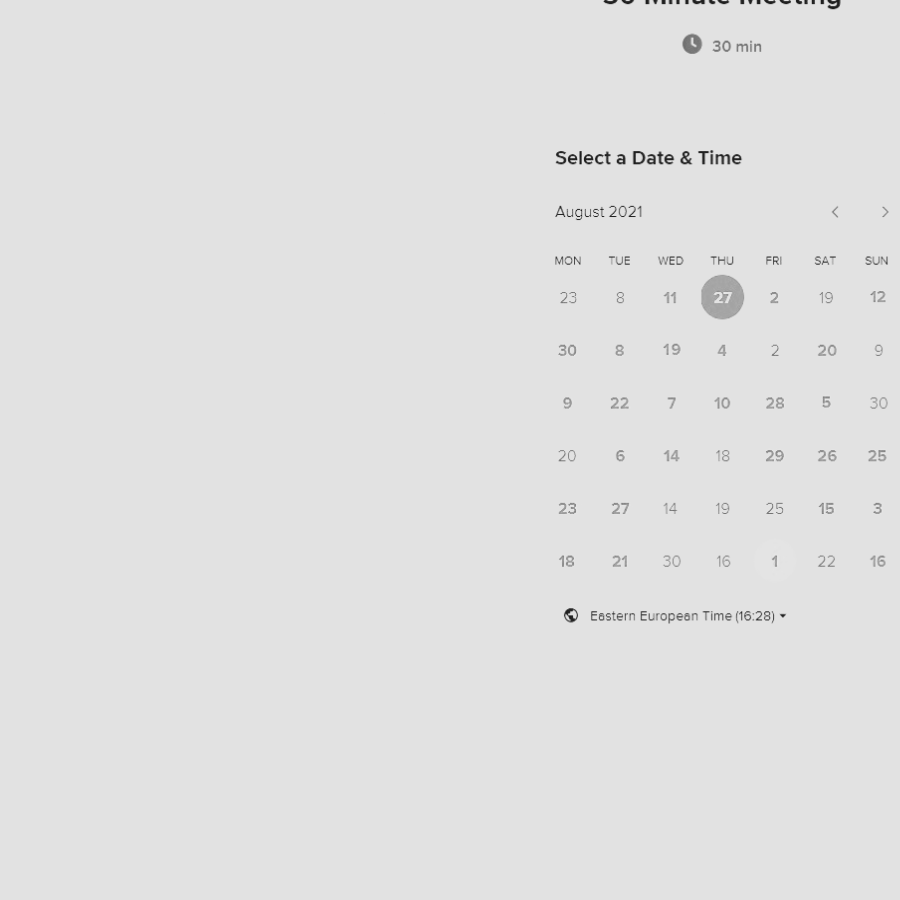 30 Minute Meeting
30 min
Select a Date & Time
August 2021
MON TUE WED THU FRI SAT SUN
23 8 11 27 2 19 12
30 8 19 4 2 20 9
9 22 7 10 28 5 30
20 6 14 18 29 26 25
23 27 14 19 25 15 3
18 21 30 16 1 22 16
Eastern European Time (16:28)